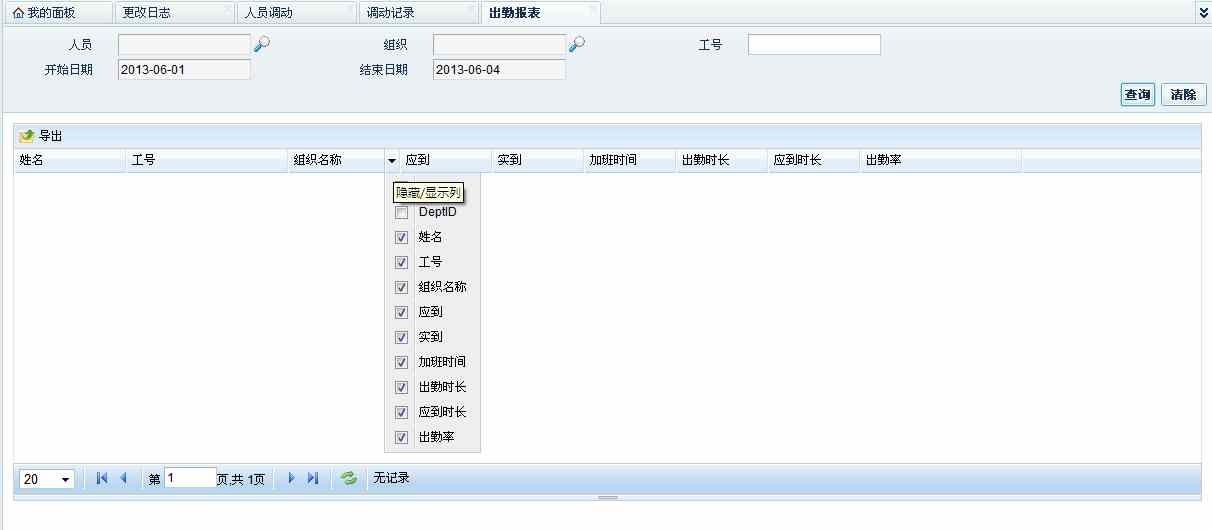 我的面板 更改日志 人员调动 调动记录 出勤报表
人员 组织 工号
开始日期 2013-06-01 结束日期 2013-06-04
查询 清除
导出
姓名 工号 组织名称 应到 实到 加班时间 出勤时长 应到时长 出勤率
隐藏/显示列
DeptID
姓名
工号
组织名称
应到
实到
加班时间
出勤时长
应到时长
出勤率
20 第 1 页,共 1页 无记录